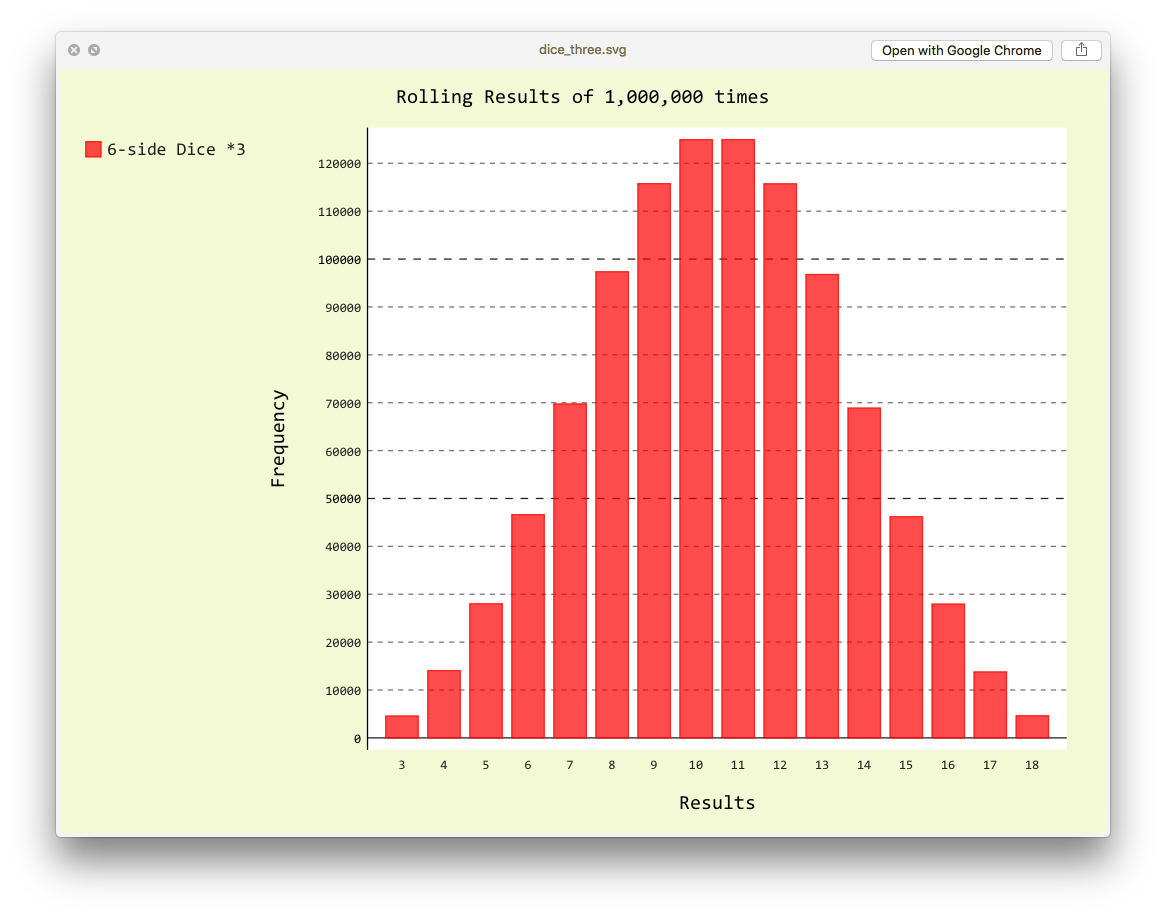 dice_three.svg
Open with Google Chrome
Rolling Results of 1,000,000 times
6-side Dice *3
120000
110000
100000
90000
80000
70000
60000
50000
40000
30000
20000
10000
0
Frequency
3 4 5 6 7 8 9 10 11 12 13 14 15 16 17 18
Results